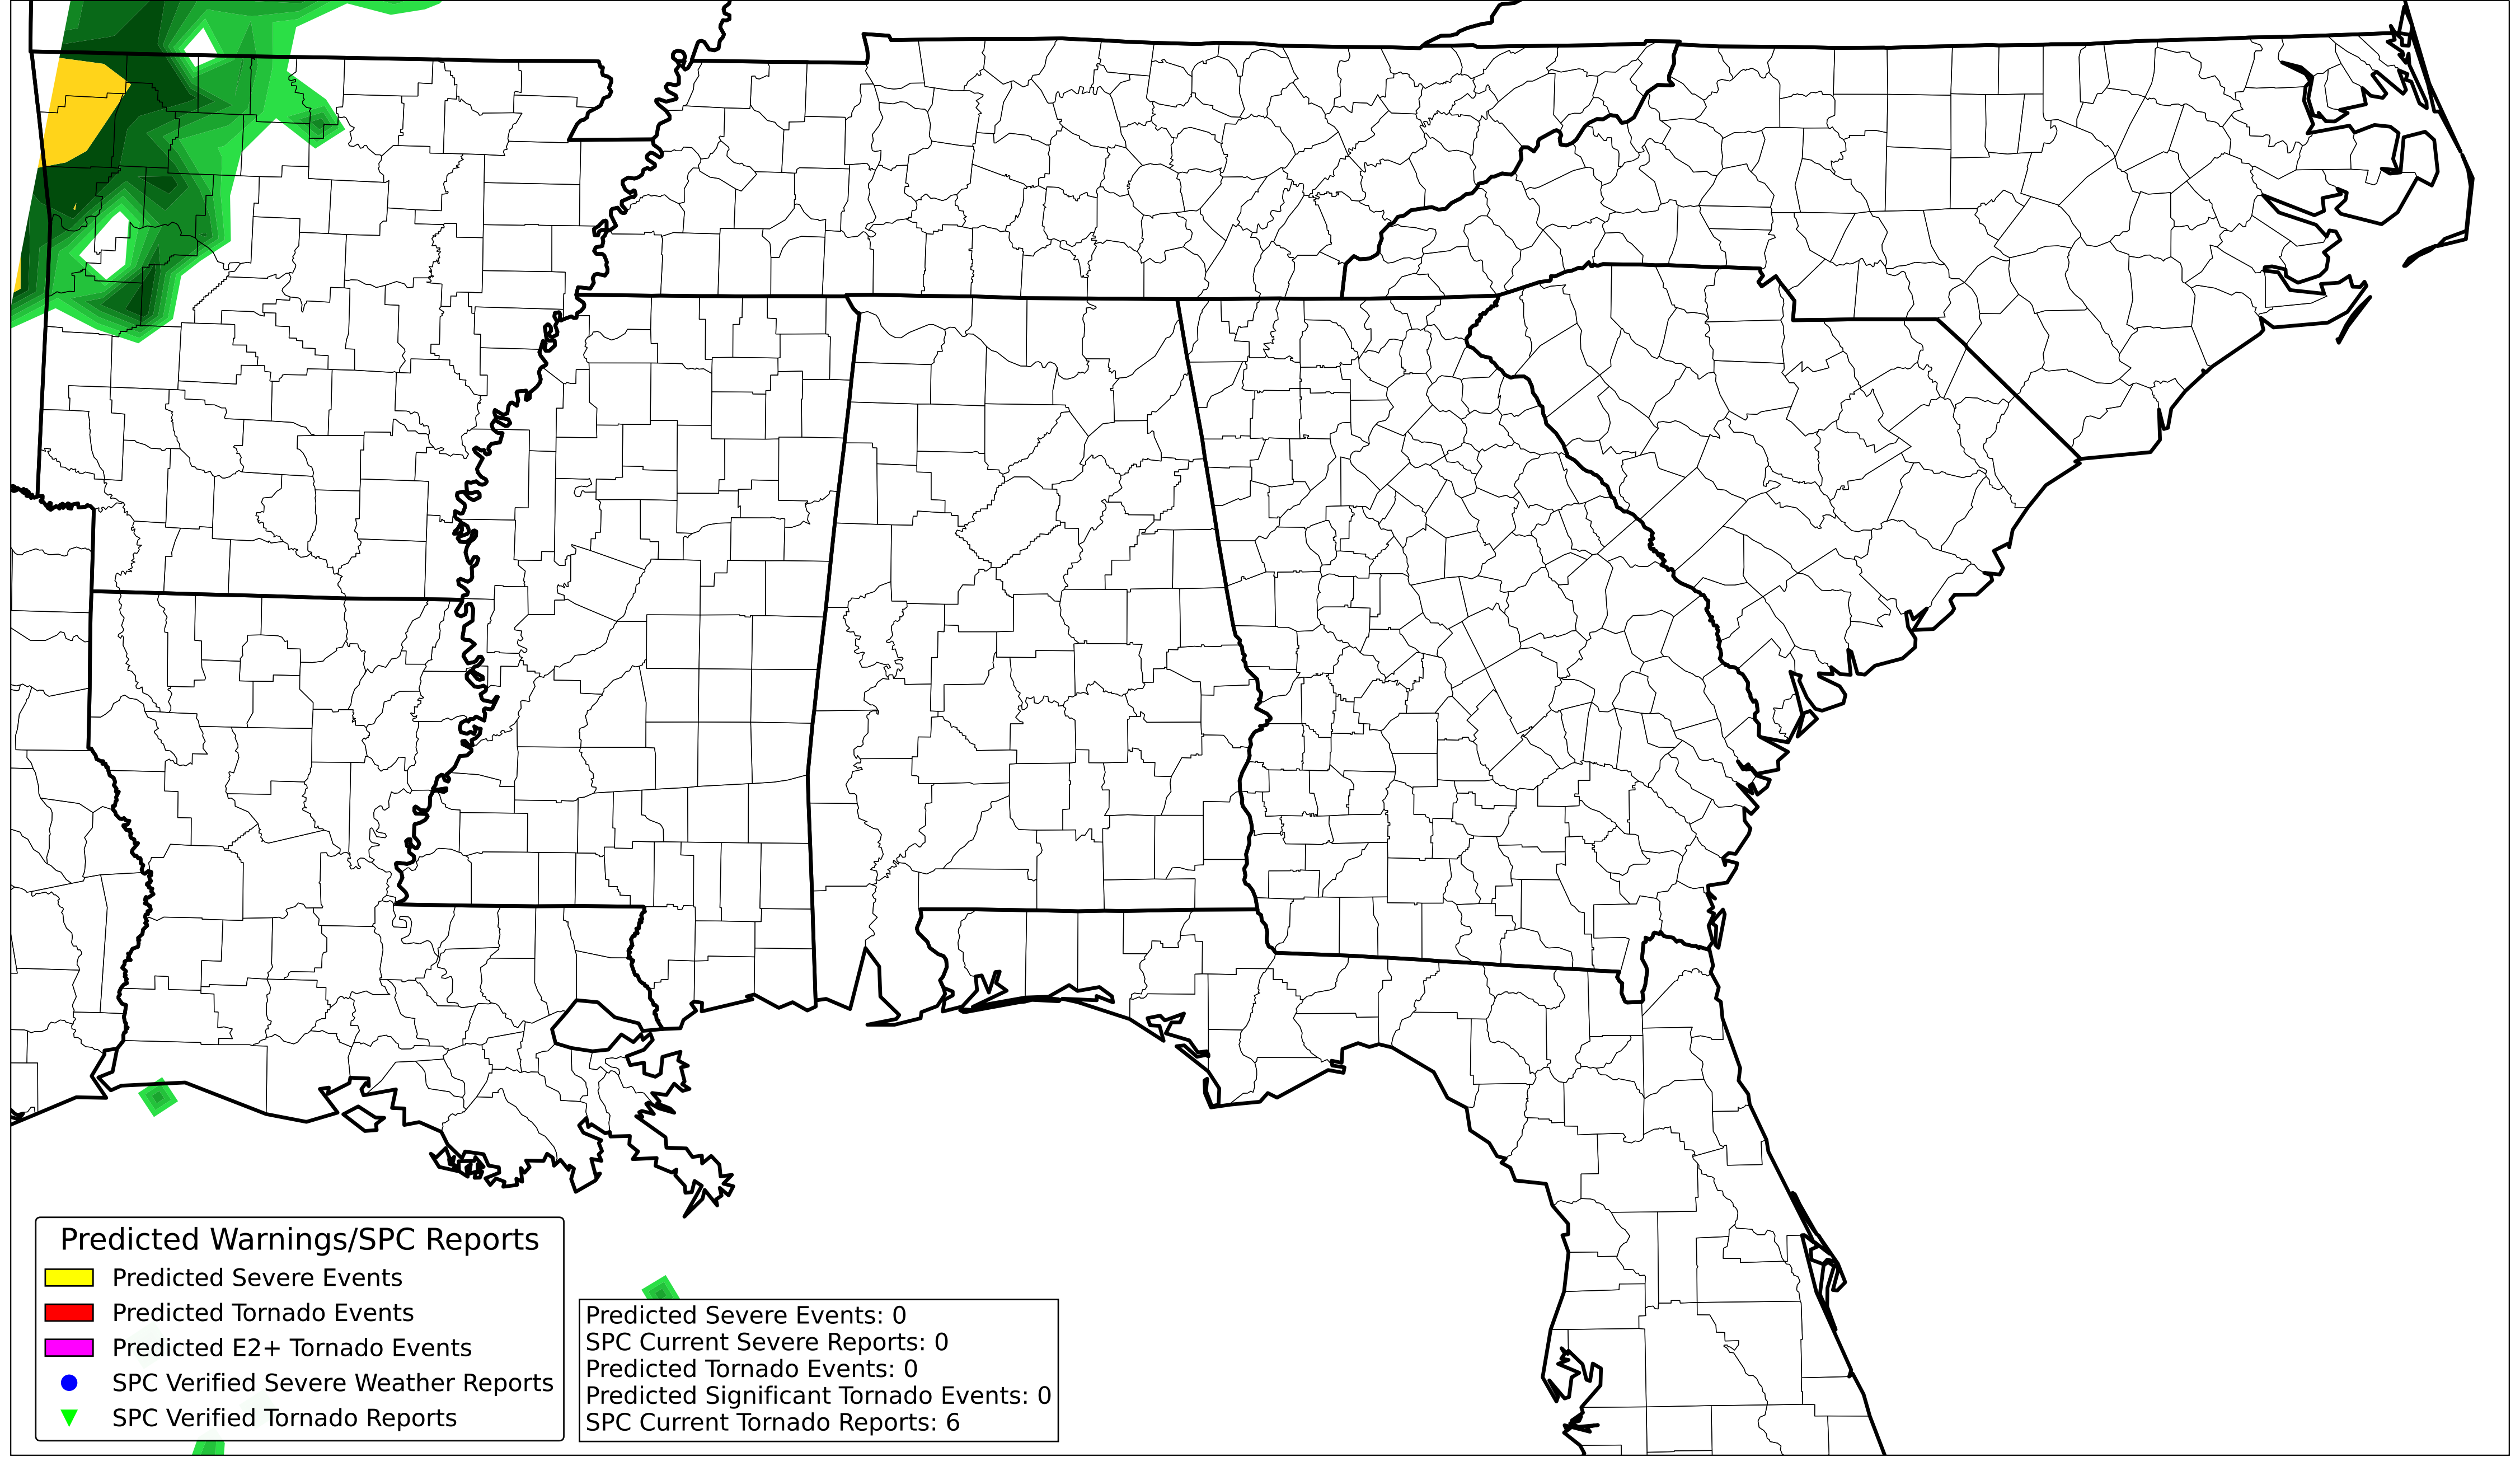 Predicted Warnings/SPC Reports
Predicted Severe Events
Predicted Tornado Events
Predicted E2+ Tornado Events
SPC Verified Severe Weather Reports
SPC Verified Tornado Reports
Predicted Severe Events: 0
SPC Current Severe Reports: 0
Predicted Tornado Events: 0
Predicted Significant Tornado Events: 0
SPC Current Tornado Reports: 6